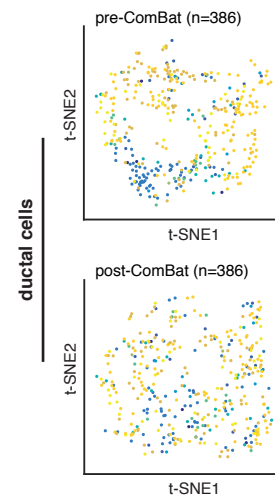 pre-ComBat (n=386)
t-SNE2
t-SNE1
ductal cells
post-ComBat (n=386)
t-SNE2
t-SNE1